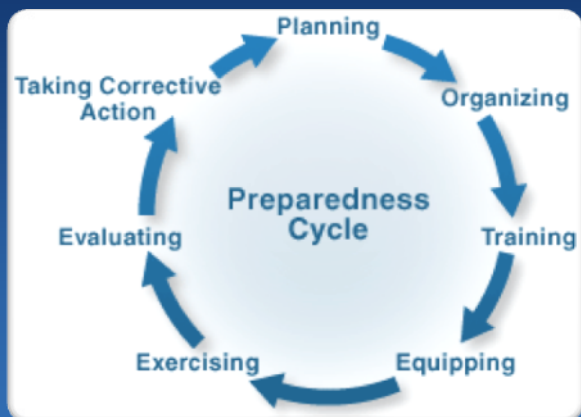 Planning
Organizing
Training
Equipping
Exercising
Evaluating
Taking Corrective
Action
Preparedness
Cycle